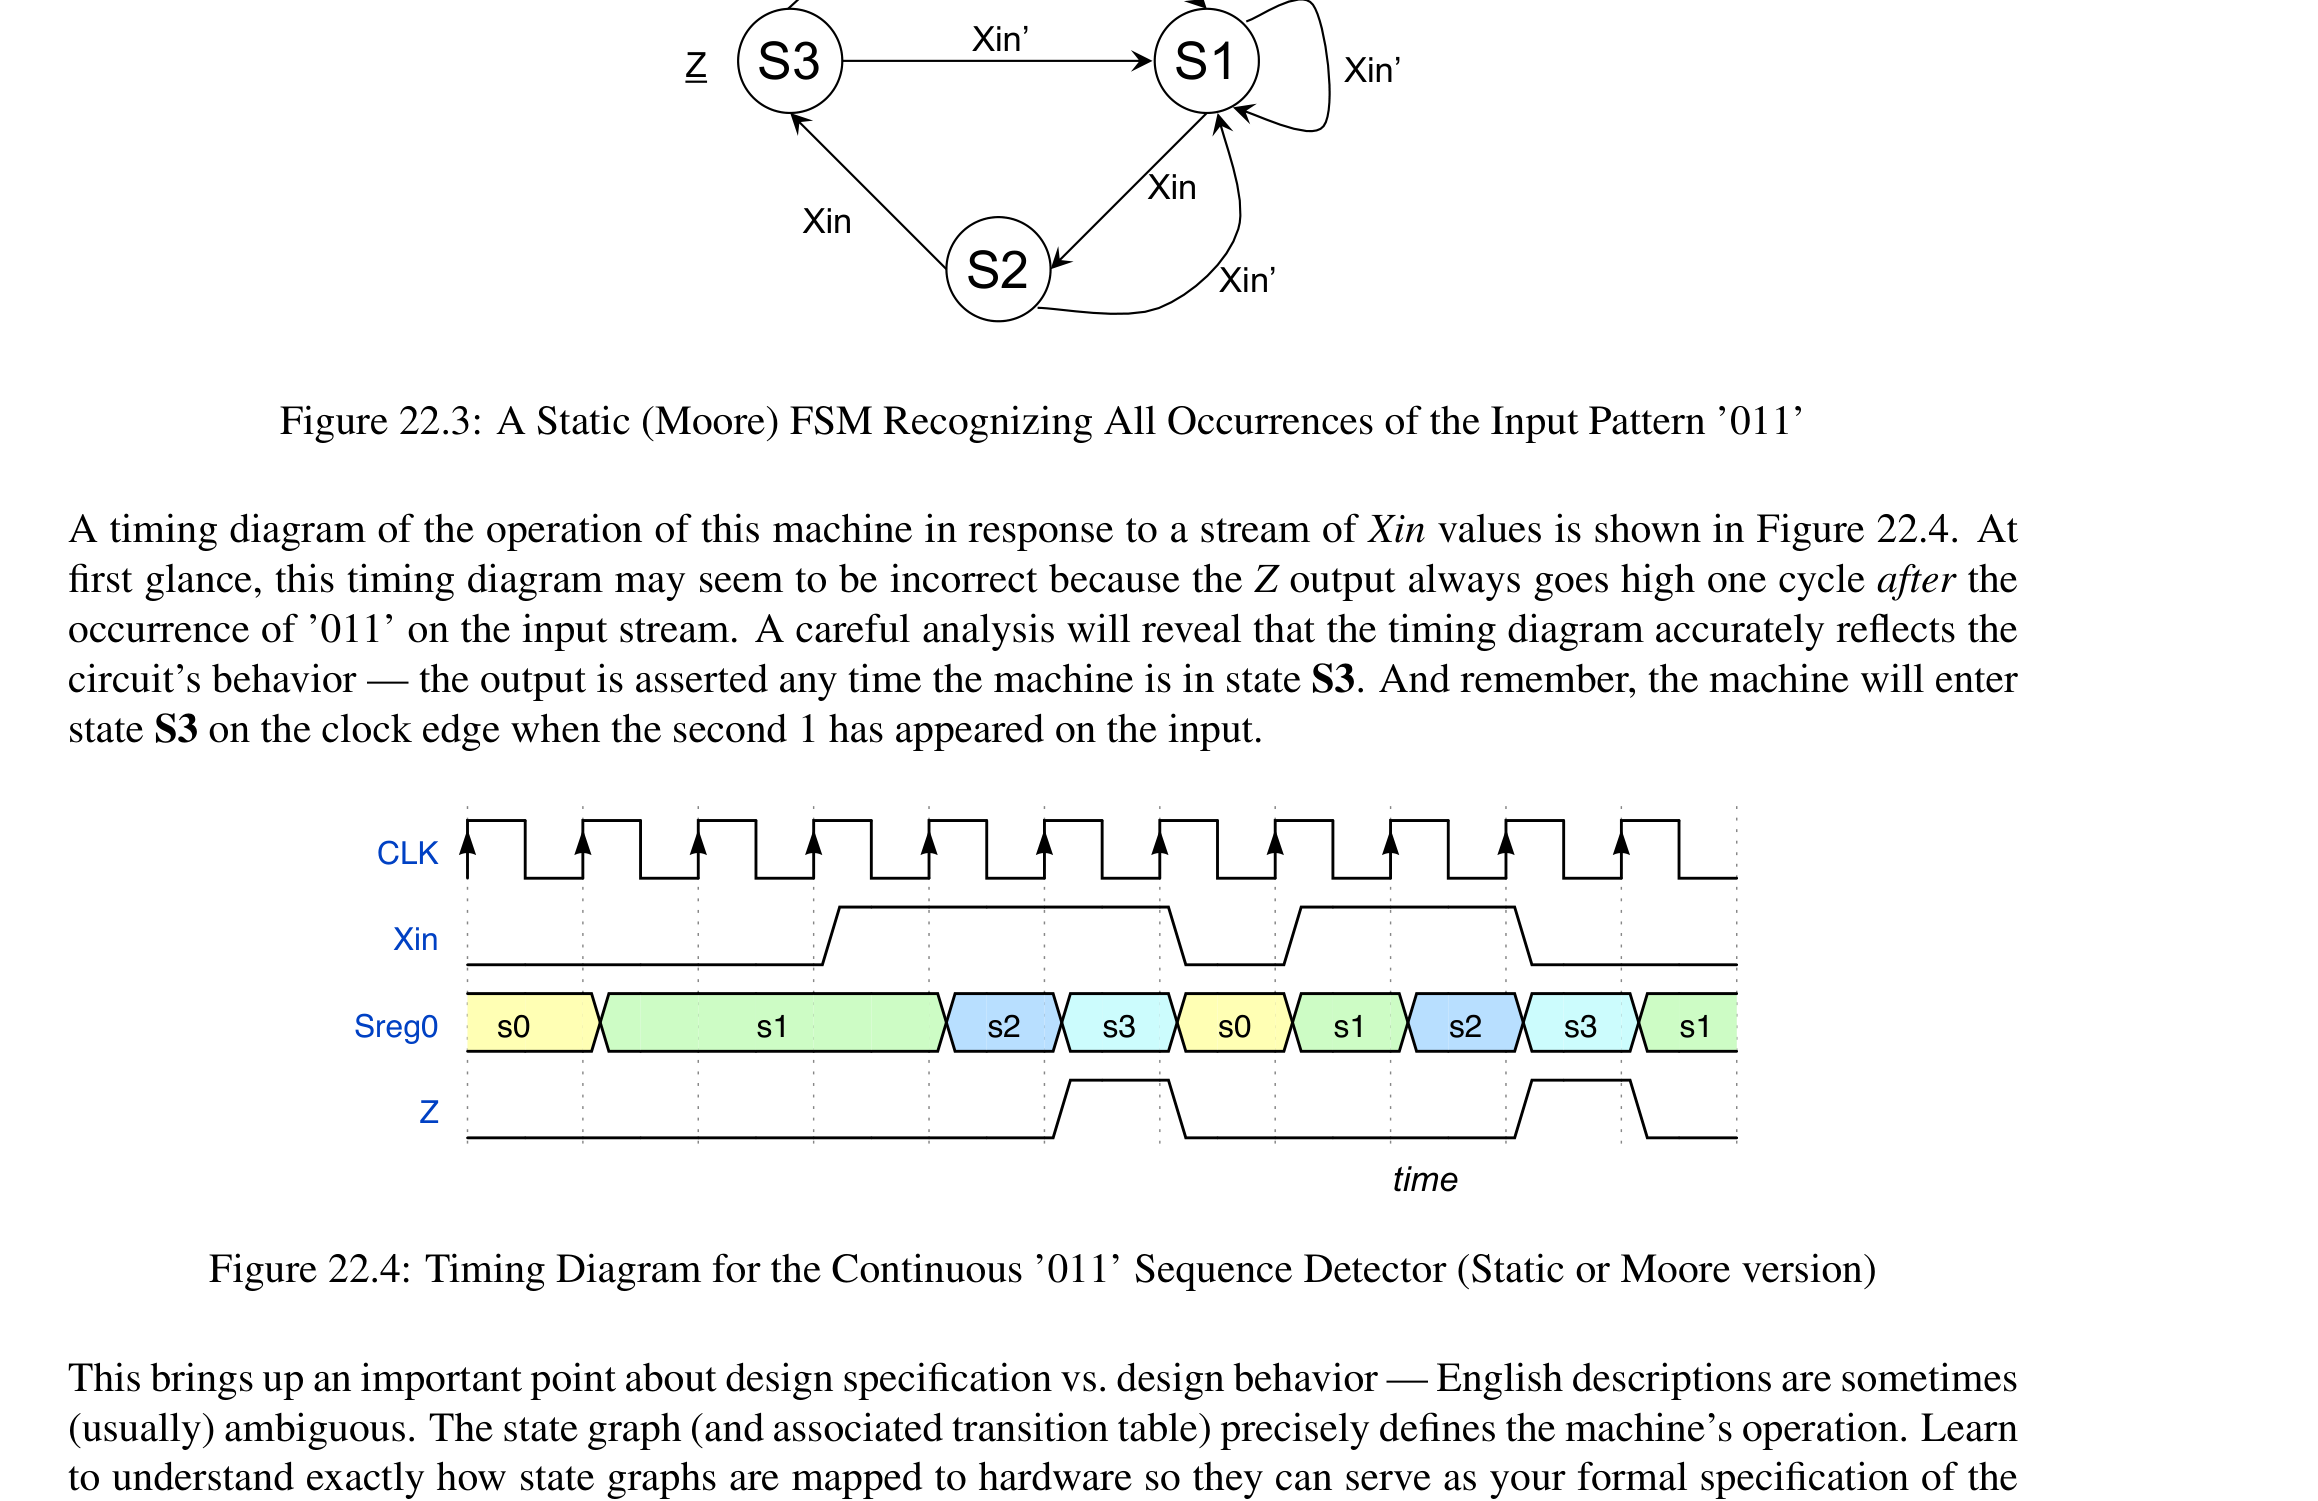 Z S3 Xin’ S1 Xin’
Xin
Xin
S2 Xin’
Figure 22.3: A Static (Moore) FSM Recognizing All Occurrences of the Input Pattern ’011’
A timing diagram of the operation of this machine in response to a stream of Xin values is shown in Figure 22.4. At
first glance, this timing diagram may seem to be incorrect because the Z output always goes high one cycle after the
occurrence of ’011’ on the input stream. A careful analysis will reveal that the timing diagram accurately reflects the
circuit’s behavior — the output is asserted any time the machine is in state S3. And remember, the machine will enter
state S3 on the clock edge when the second 1 has appeared on the input.
CLK
Xin
Sreg0 s0 s1 s2 s3 s0 s1 s2 s3 s1
Z
time
Figure 22.4: Timing Diagram for the Continuous ’011’ Sequence Detector (Static or Moore version)
This brings up an important point about design specification vs. design behavior — English descriptions are sometimes
(usually) ambiguous. The state graph (and associated transition table) precisely defines the machine’s operation. Learn
to understand exactly how state graphs are mapped to hardware so they can serve as your formal specification of the